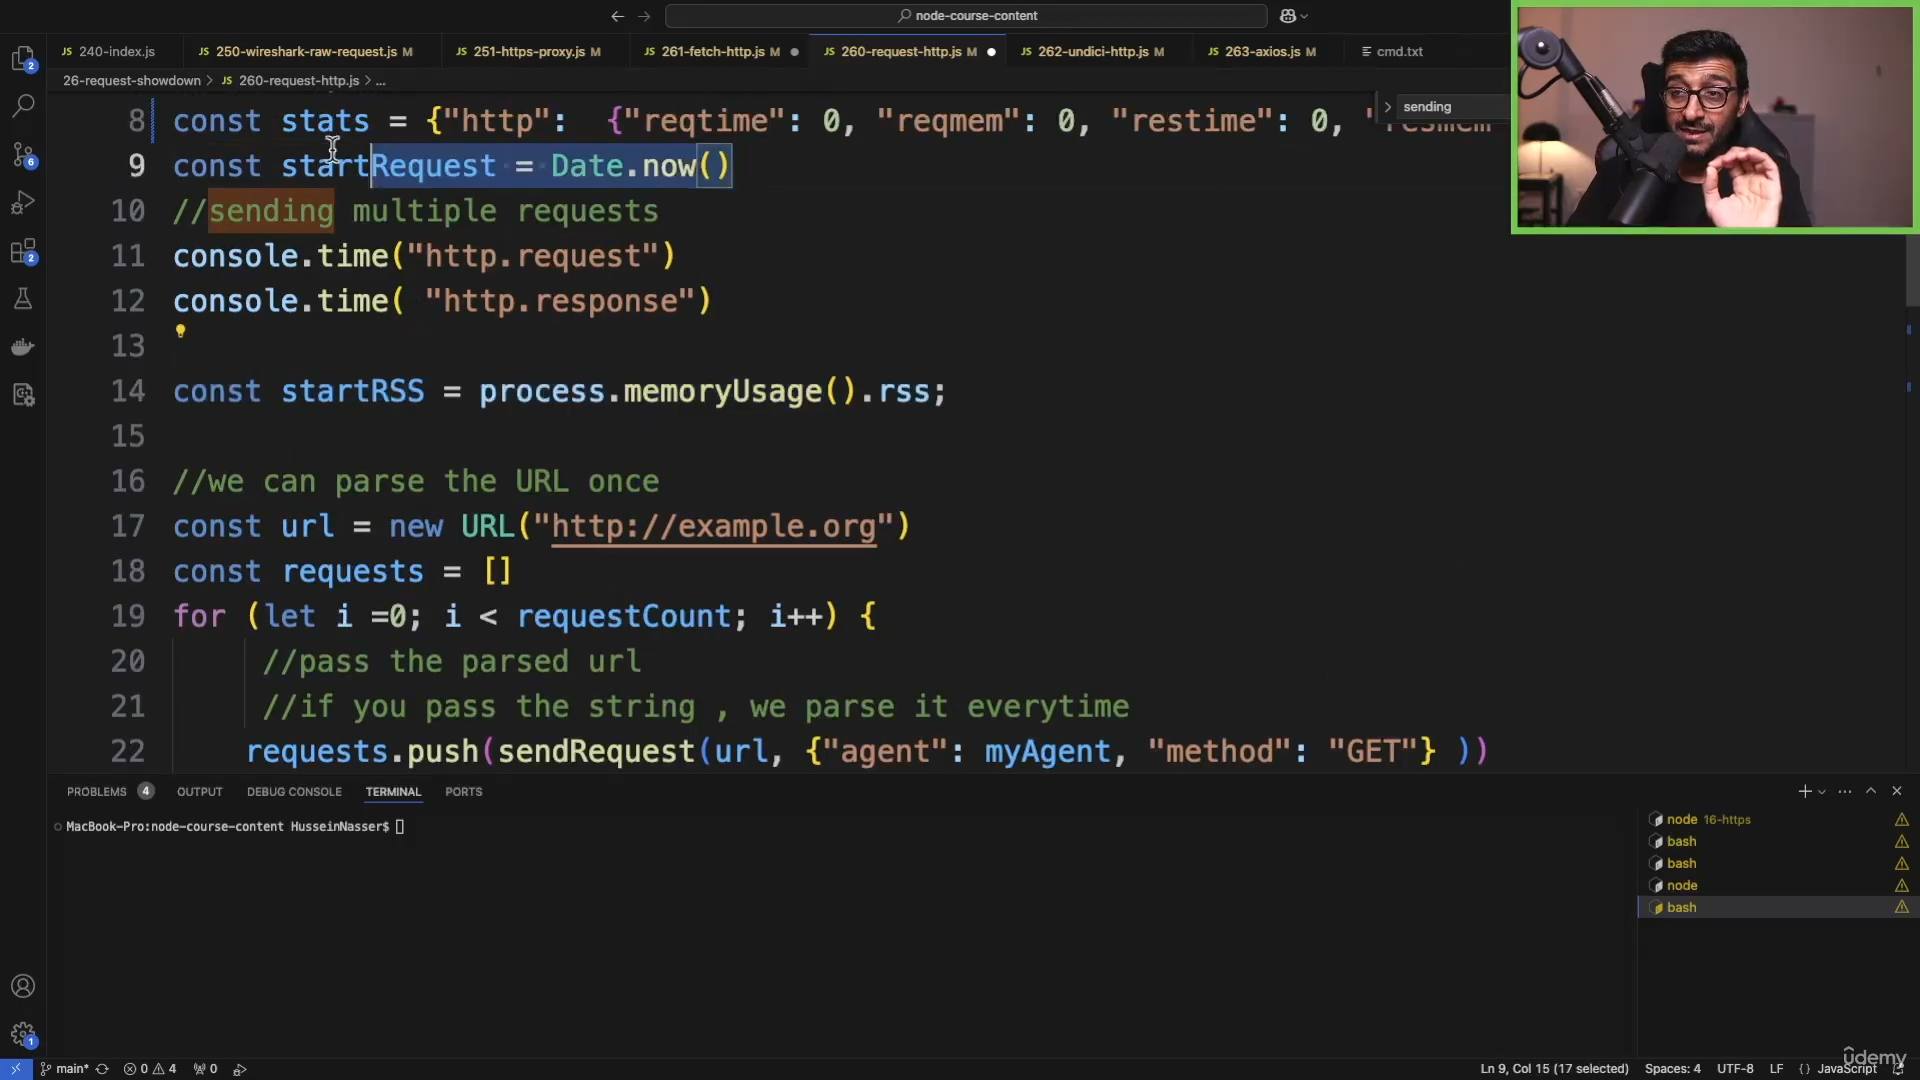 node-course-content
240-index.js
250-wireshark-raw-request.js M
251-https-proxy.js M
261-fetch-http.js M
260-request-http.js M
262-undici-http.js M
263-axios.js M
cmd.txt
26-request-showdown > JS 260-request-http.js > ...
sending
8 const stats = {"http":  {"reqtime": 0, "reqmem": 0, "restime": 0, "resmem"
9 const startRequest = Date.now()
10 //sending multiple requests
11 console.time("http.request")
12 console.time( "http.response")
13
14 const startRSS = process.memoryUsage().rss;
15
16 //we can parse the URL once
17 const url = new URL("http://example.org")
18 const requests = []
19 for (let i =0; i < requestCount; i++) {
20 //pass the parsed url
21 //if you pass the string , we parse it everytime
22 requests.push(sendRequest(url, {"agent": myAgent, "method": "GET"} ))
PROBLEMS 4 OUTPUT DEBUG CONSOLE TERMINAL PORTS
MacBook-Pro:node-course-content HusseinNasser$
node 16-https
bash
bash
node
bash
main* 0 4 0
Ln 9, Col 15 (17 selected) Spaces: 4 UTF-8 LF {} JavaScript
udemy